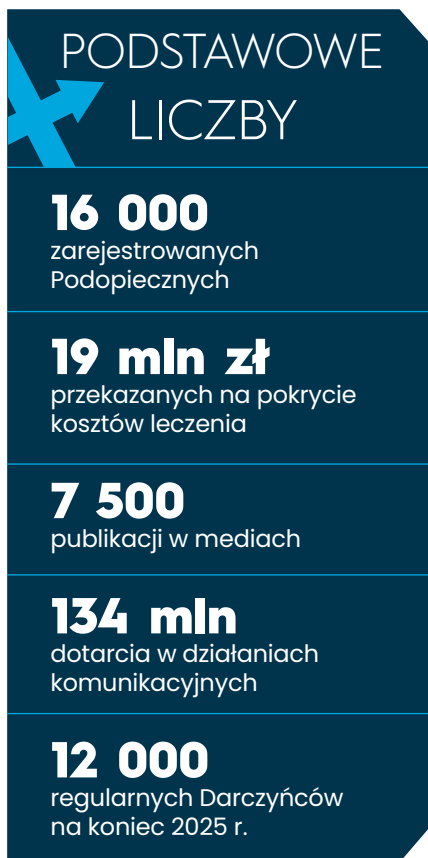 PODSTAWOWE
LICZBY
16 000
zarejestrowanych
Podopiecznych
19 mln zł
przekazanych na pokrycie
kosztów leczenia
7 500
publikacji w mediach
134 mln
dotarcia w działaniach
komunikacyjnych
12 000
regularnych Darczyńców
na koniec 2025 r.